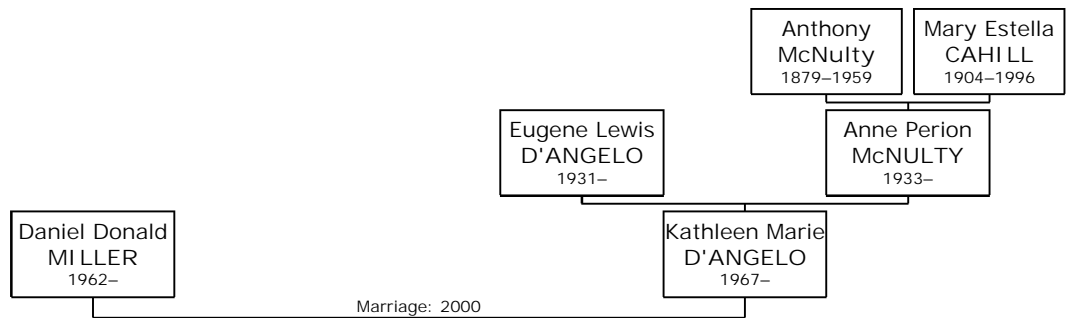 Anthony
McNulty
1879–1959
Mary Estella
CAHILL
1904–1996
Eugene Lewis
D'ANGELO
1931–
Anne Perion
McNULTY
1933–
Daniel Donald
MILLER
1962–
Kathleen Marie
D'ANGELO
1967–
Marriage: 2000